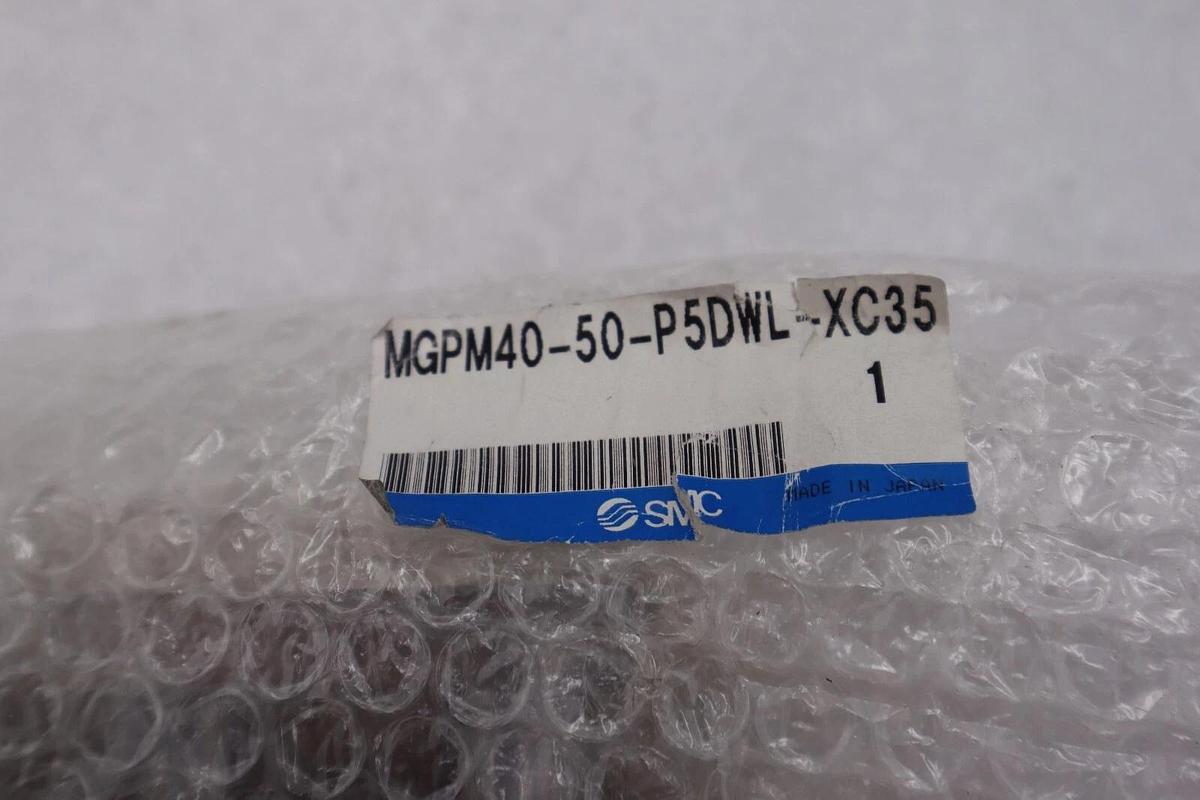 MGPM40-50-P5DWL--XC35
1
SMC
MADE IN JAPAN